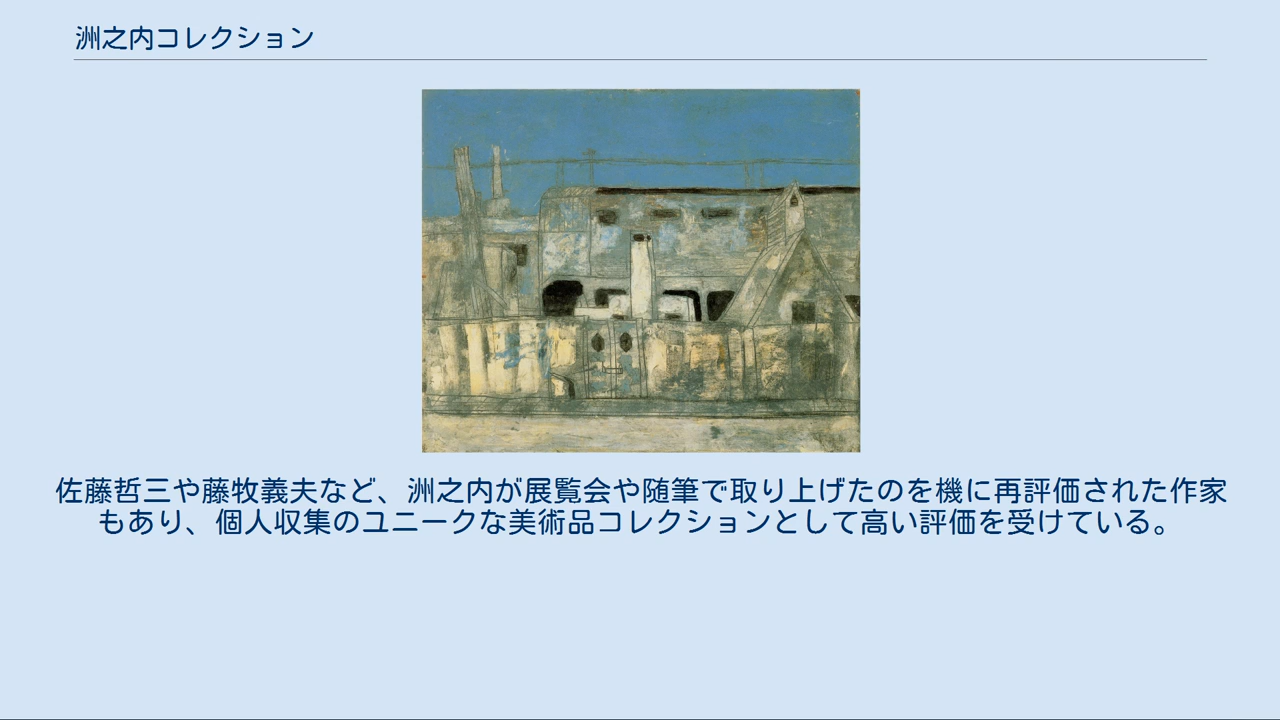 洲之内コレクション
佐藤哲三や藤牧義夫など、洲之内が展覧会や随筆で取り上げたのを機に再評価された作家
もあり、個人収集のユニークな美術品コレクションとして高い評価を受けている。